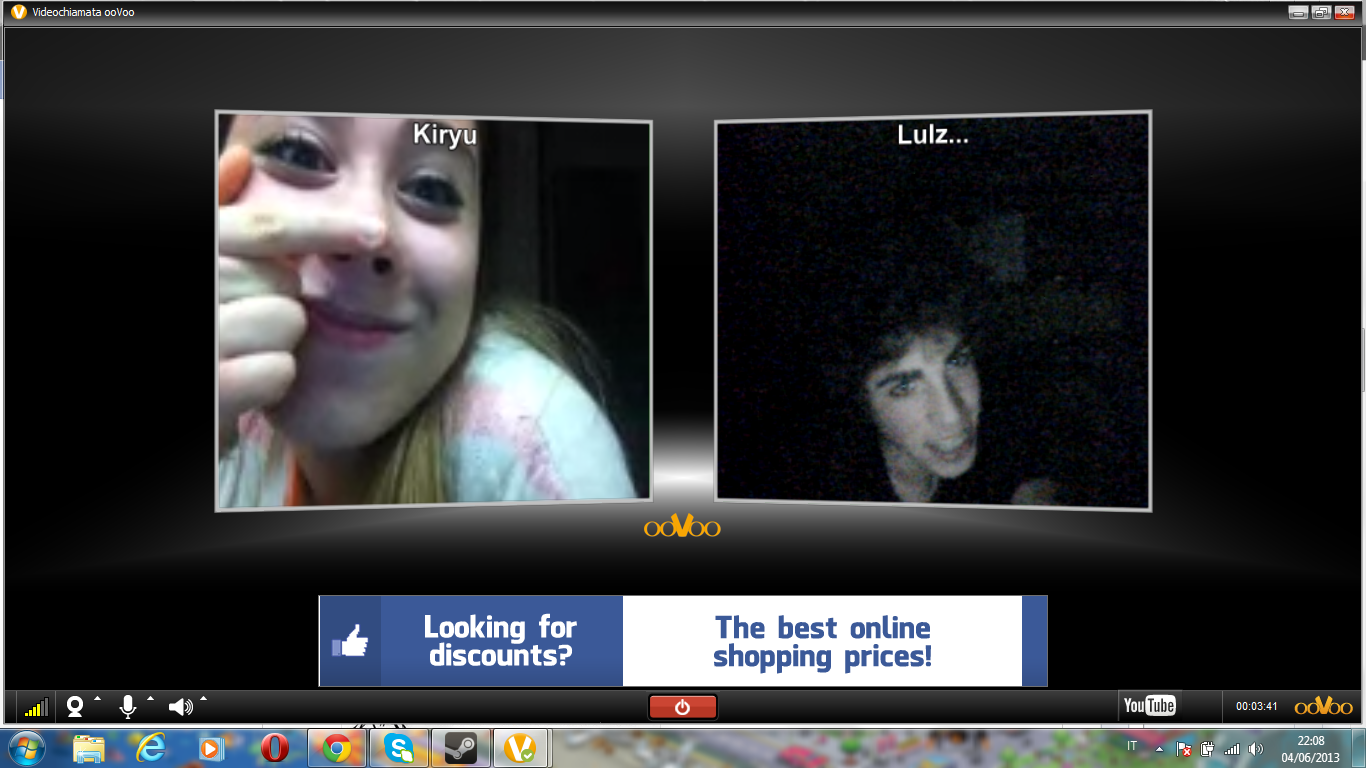 Videochiamata ooVoo
Kiryu
Lulz...
ooVoo
Looking for
discounts?
The best online
shopping prices!
YouTube
00:03:41
ooVoo
IT
22:08
04/06/2013